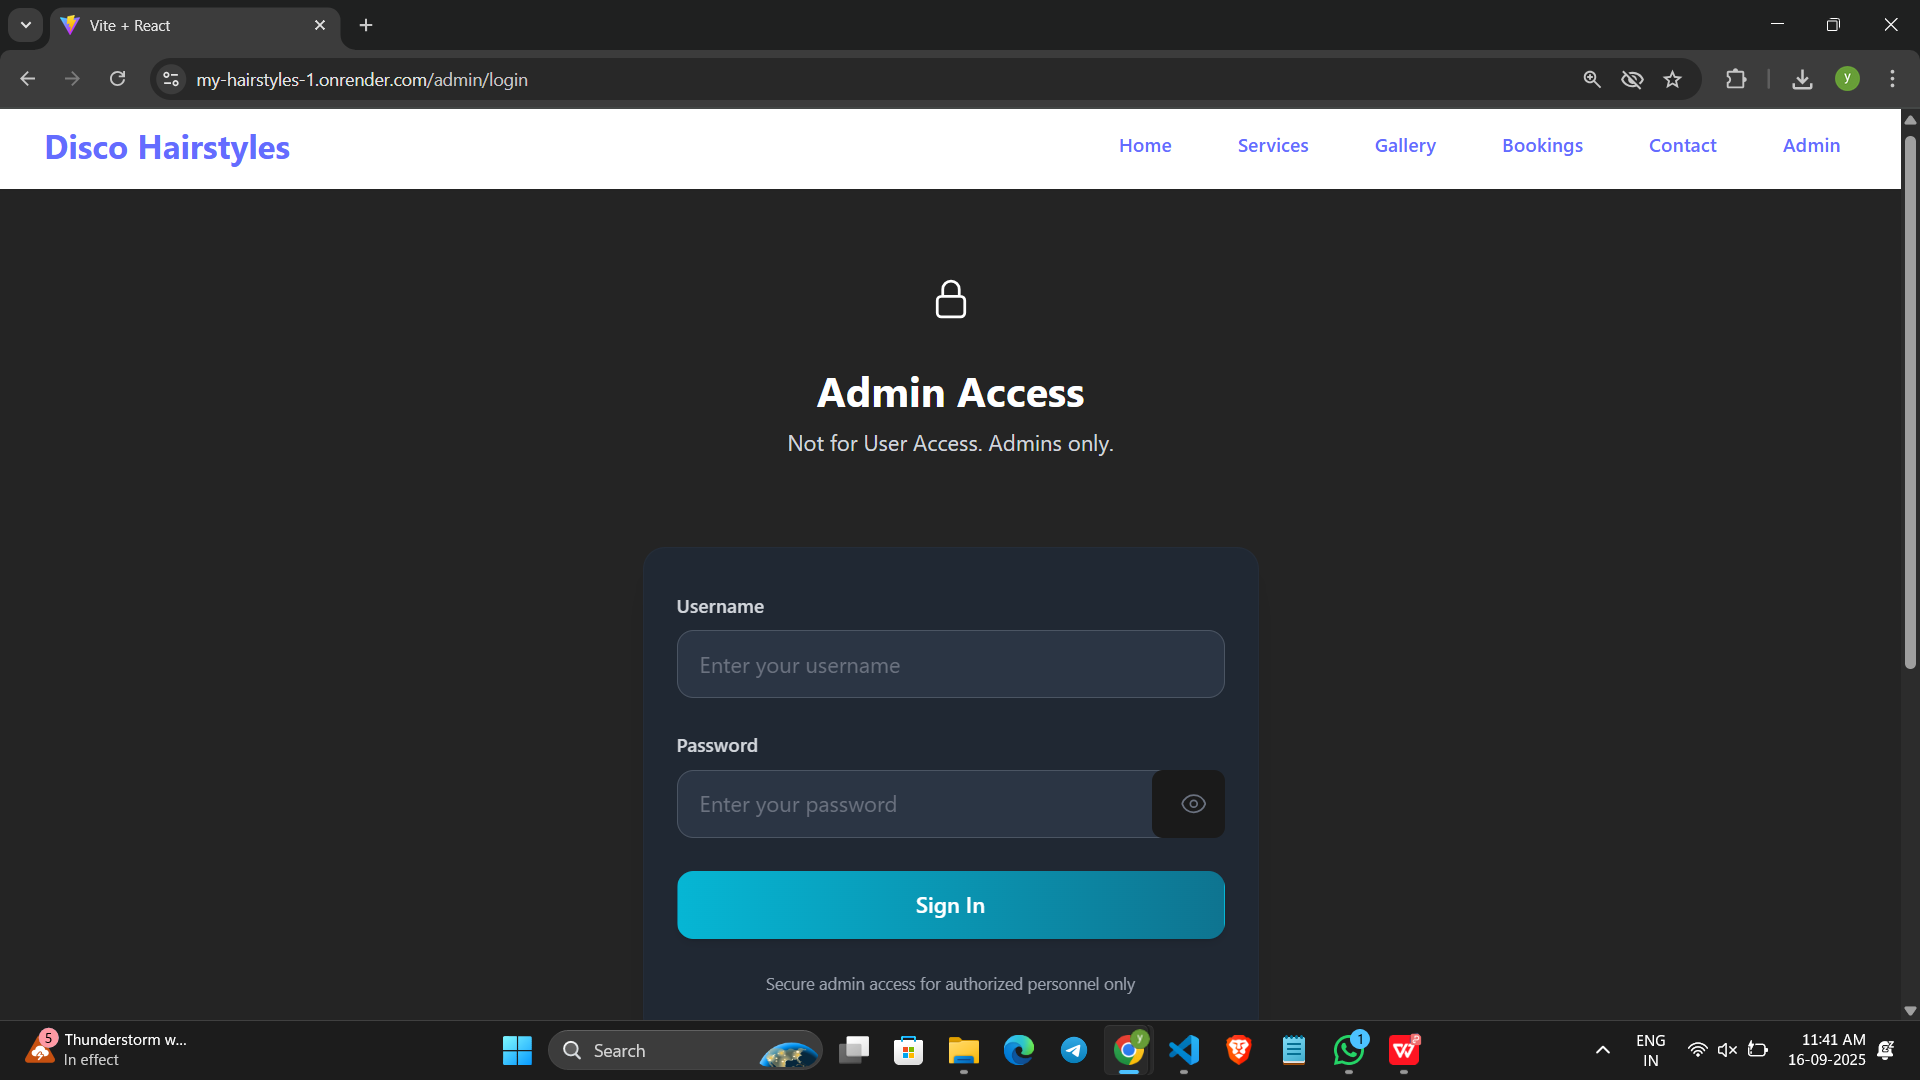 Vite + React
my-hairstyles-1.onrender.com/admin/login
y
Disco Hairstyles
Home
Services
Gallery
Bookings
Contact
Admin
Admin Access
Not for User Access. Admins only.
Username
Enter your username
Password
Enter your password
Sign In
Secure admin access for authorized personnel only
5
Thunderstorm w...
In effect
Search
y
1
W
ENG
IN
11:41 AM
16-09-2025